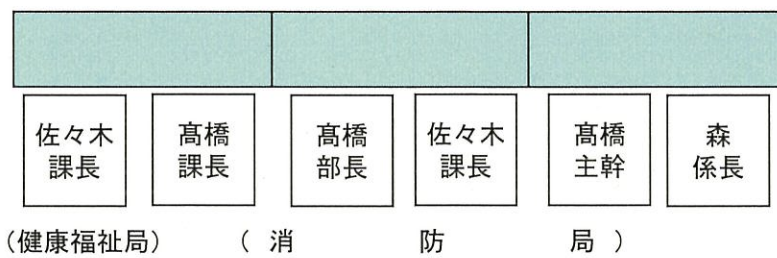 佐々木 課長
髙橋 課長
髙橋 部長
佐々木 課長
髙橋 主幹
森 係長
（健康福祉局） （ 消 防 局 ）